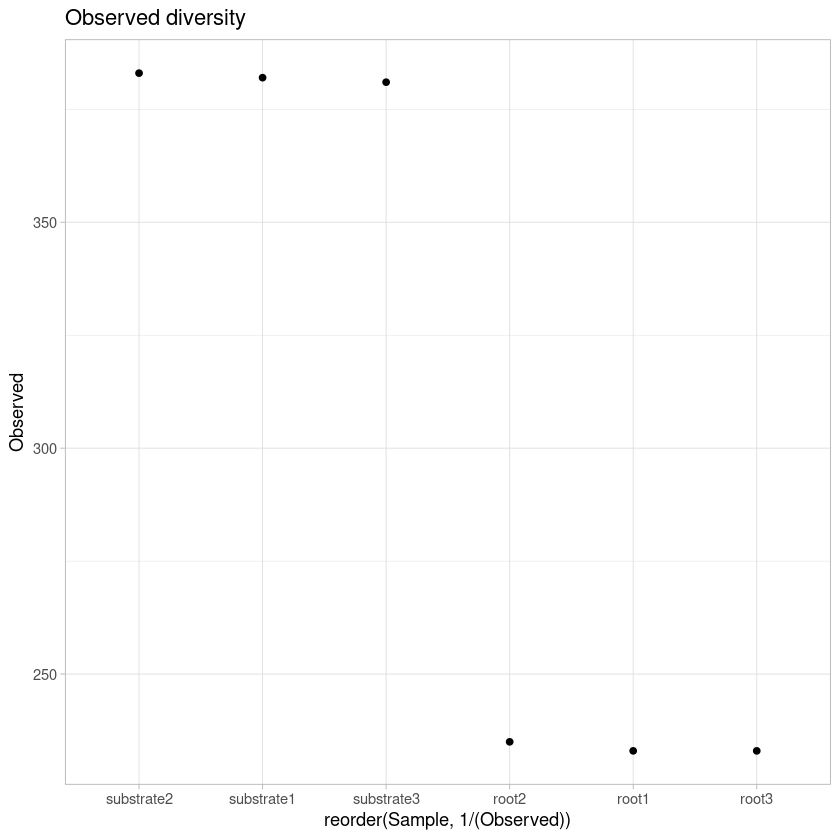 Observed diversity
Observed
350
300
250
substrate2
substrate1
substrate3
root2
root1
root3
reorder(Sample, 1/(Observed))